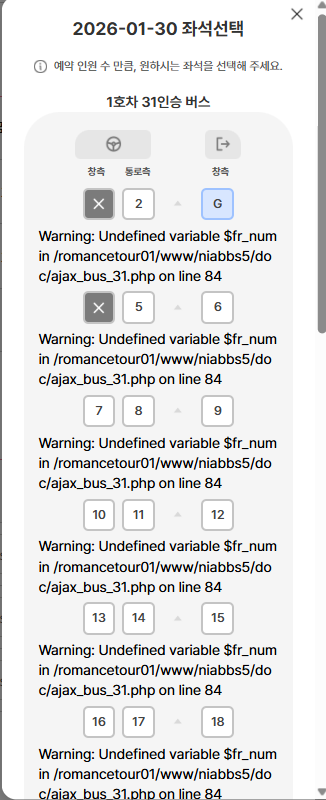 2026-01-30 좌석선택
예약 인원 수 만큼, 원하시는 좌석을 선택해 주세요.
1호차 31인승 버스
창측 통로측 창측
2 G
Warning: Undefined variable $fr_num
in /romancetour01/www/niabbs5/do
c/ajax_bus_31.php on line 84
5 6
Warning: Undefined variable $fr_num
in /romancetour01/www/niabbs5/do
c/ajax_bus_31.php on line 84
7 8 9
Warning: Undefined variable $fr_num
in /romancetour01/www/niabbs5/do
c/ajax_bus_31.php on line 84
10 11 12
Warning: Undefined variable $fr_num
in /romancetour01/www/niabbs5/do
c/ajax_bus_31.php on line 84
13 14 15
Warning: Undefined variable $fr_num
in /romancetour01/www/niabbs5/do
c/ajax_bus_31.php on line 84
16 17 18
Warning: Undefined variable $fr_num
in /romancetour01/www/niabbs5/do
c/ajax_bus_31.php on line 84